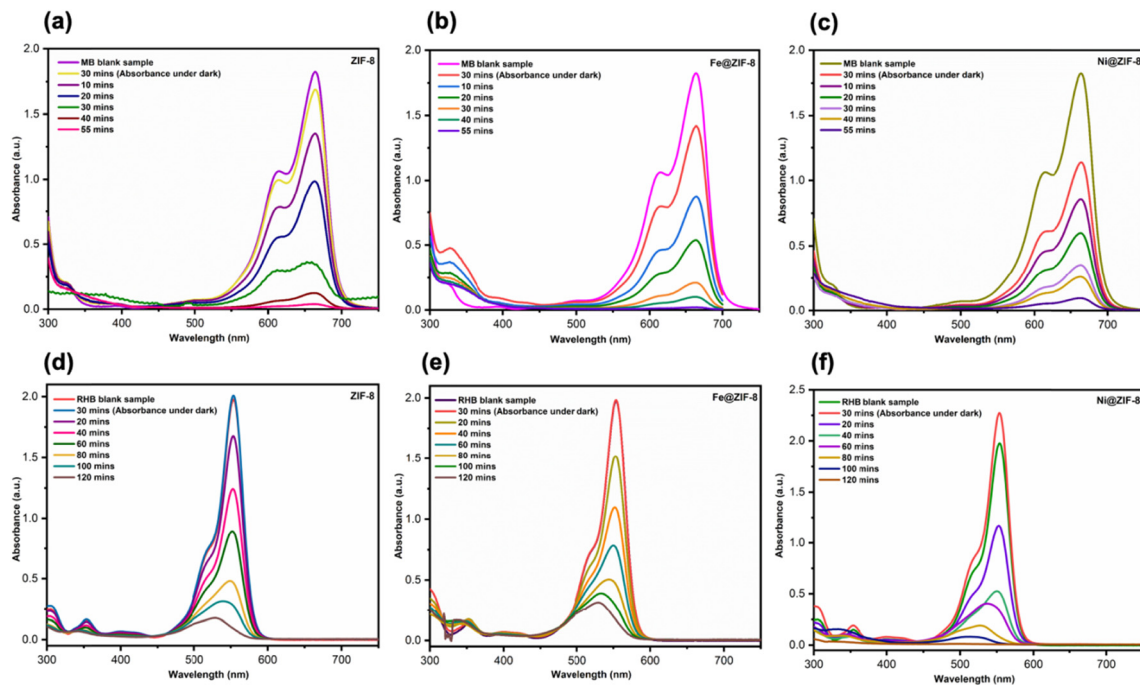 (a)
ZIF-8
MB blank sample
30 mins (Absorbance under dark)
10 mins
20 mins
30 mins
40 mins
55 mins
2.0
1.5
1.0
0.5
0.0
Absorbance (a.u.)
300
400
500
600
700
Wavelength (nm)
(b)
Fe@ZIF-8
MB blank sample
30 mins (Absorbance under dark)
10 mins
20 mins
30 mins
40 mins
55 mins
2.0
1.5
1.0
0.5
0.0
Absorbance (a.u.)
300
400
500
600
700
Wavelength (nm)
(c)
Ni@ZIF-8
MB blank sample
30 mins (Absorbance under dark)
10 mins
20 mins
30 mins
40 mins
55 mins
2.0
1.5
1.0
0.5
0.0
Absorbance (a.u.)
300
400
500
600
700
Wavelength (nm)
(d)
ZIF-8
RHB blank sample
30 mins (Absorbance under dark)
20 mins
40 mins
60 mins
80 mins
100 mins
120 mins
2.0
1.5
1.0
0.5
0.0
Absorbance (a.u.)
300
400
500
600
700
Wavelength (nm)
(e)
Fe@ZIF-8
RHB blank sample
30 mins (Absorbance under dark)
20 mins
40 mins
60 mins
80 mins
100 mins
120 mins
2.0
1.5
1.0
0.5
0.0
Absorbance (a.u.)
300
400
500
600
700
Wavelength (nm)
(f)
Ni@ZIF-8
RHB blank sample
30 mins (Absorbance under dark)
20 mins
40 mins
60 mins
80 mins
100 mins
120 mins
2.5
2.0
1.5
1.0
0.5
0.0
Absorbance (a.u.)
300
400
500
600
700
Wavelength (nm)